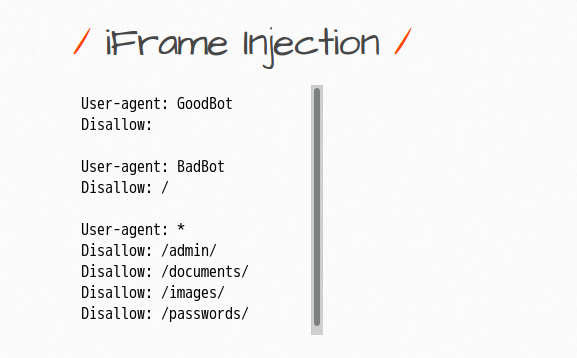 / iFrame Injection /
User-agent: GoodBot
Disallow:
User-agent: BadBot
Disallow: /
User-agent: *
Disallow: /admin/
Disallow: /documents/
Disallow: /images/
Disallow: /passwords/